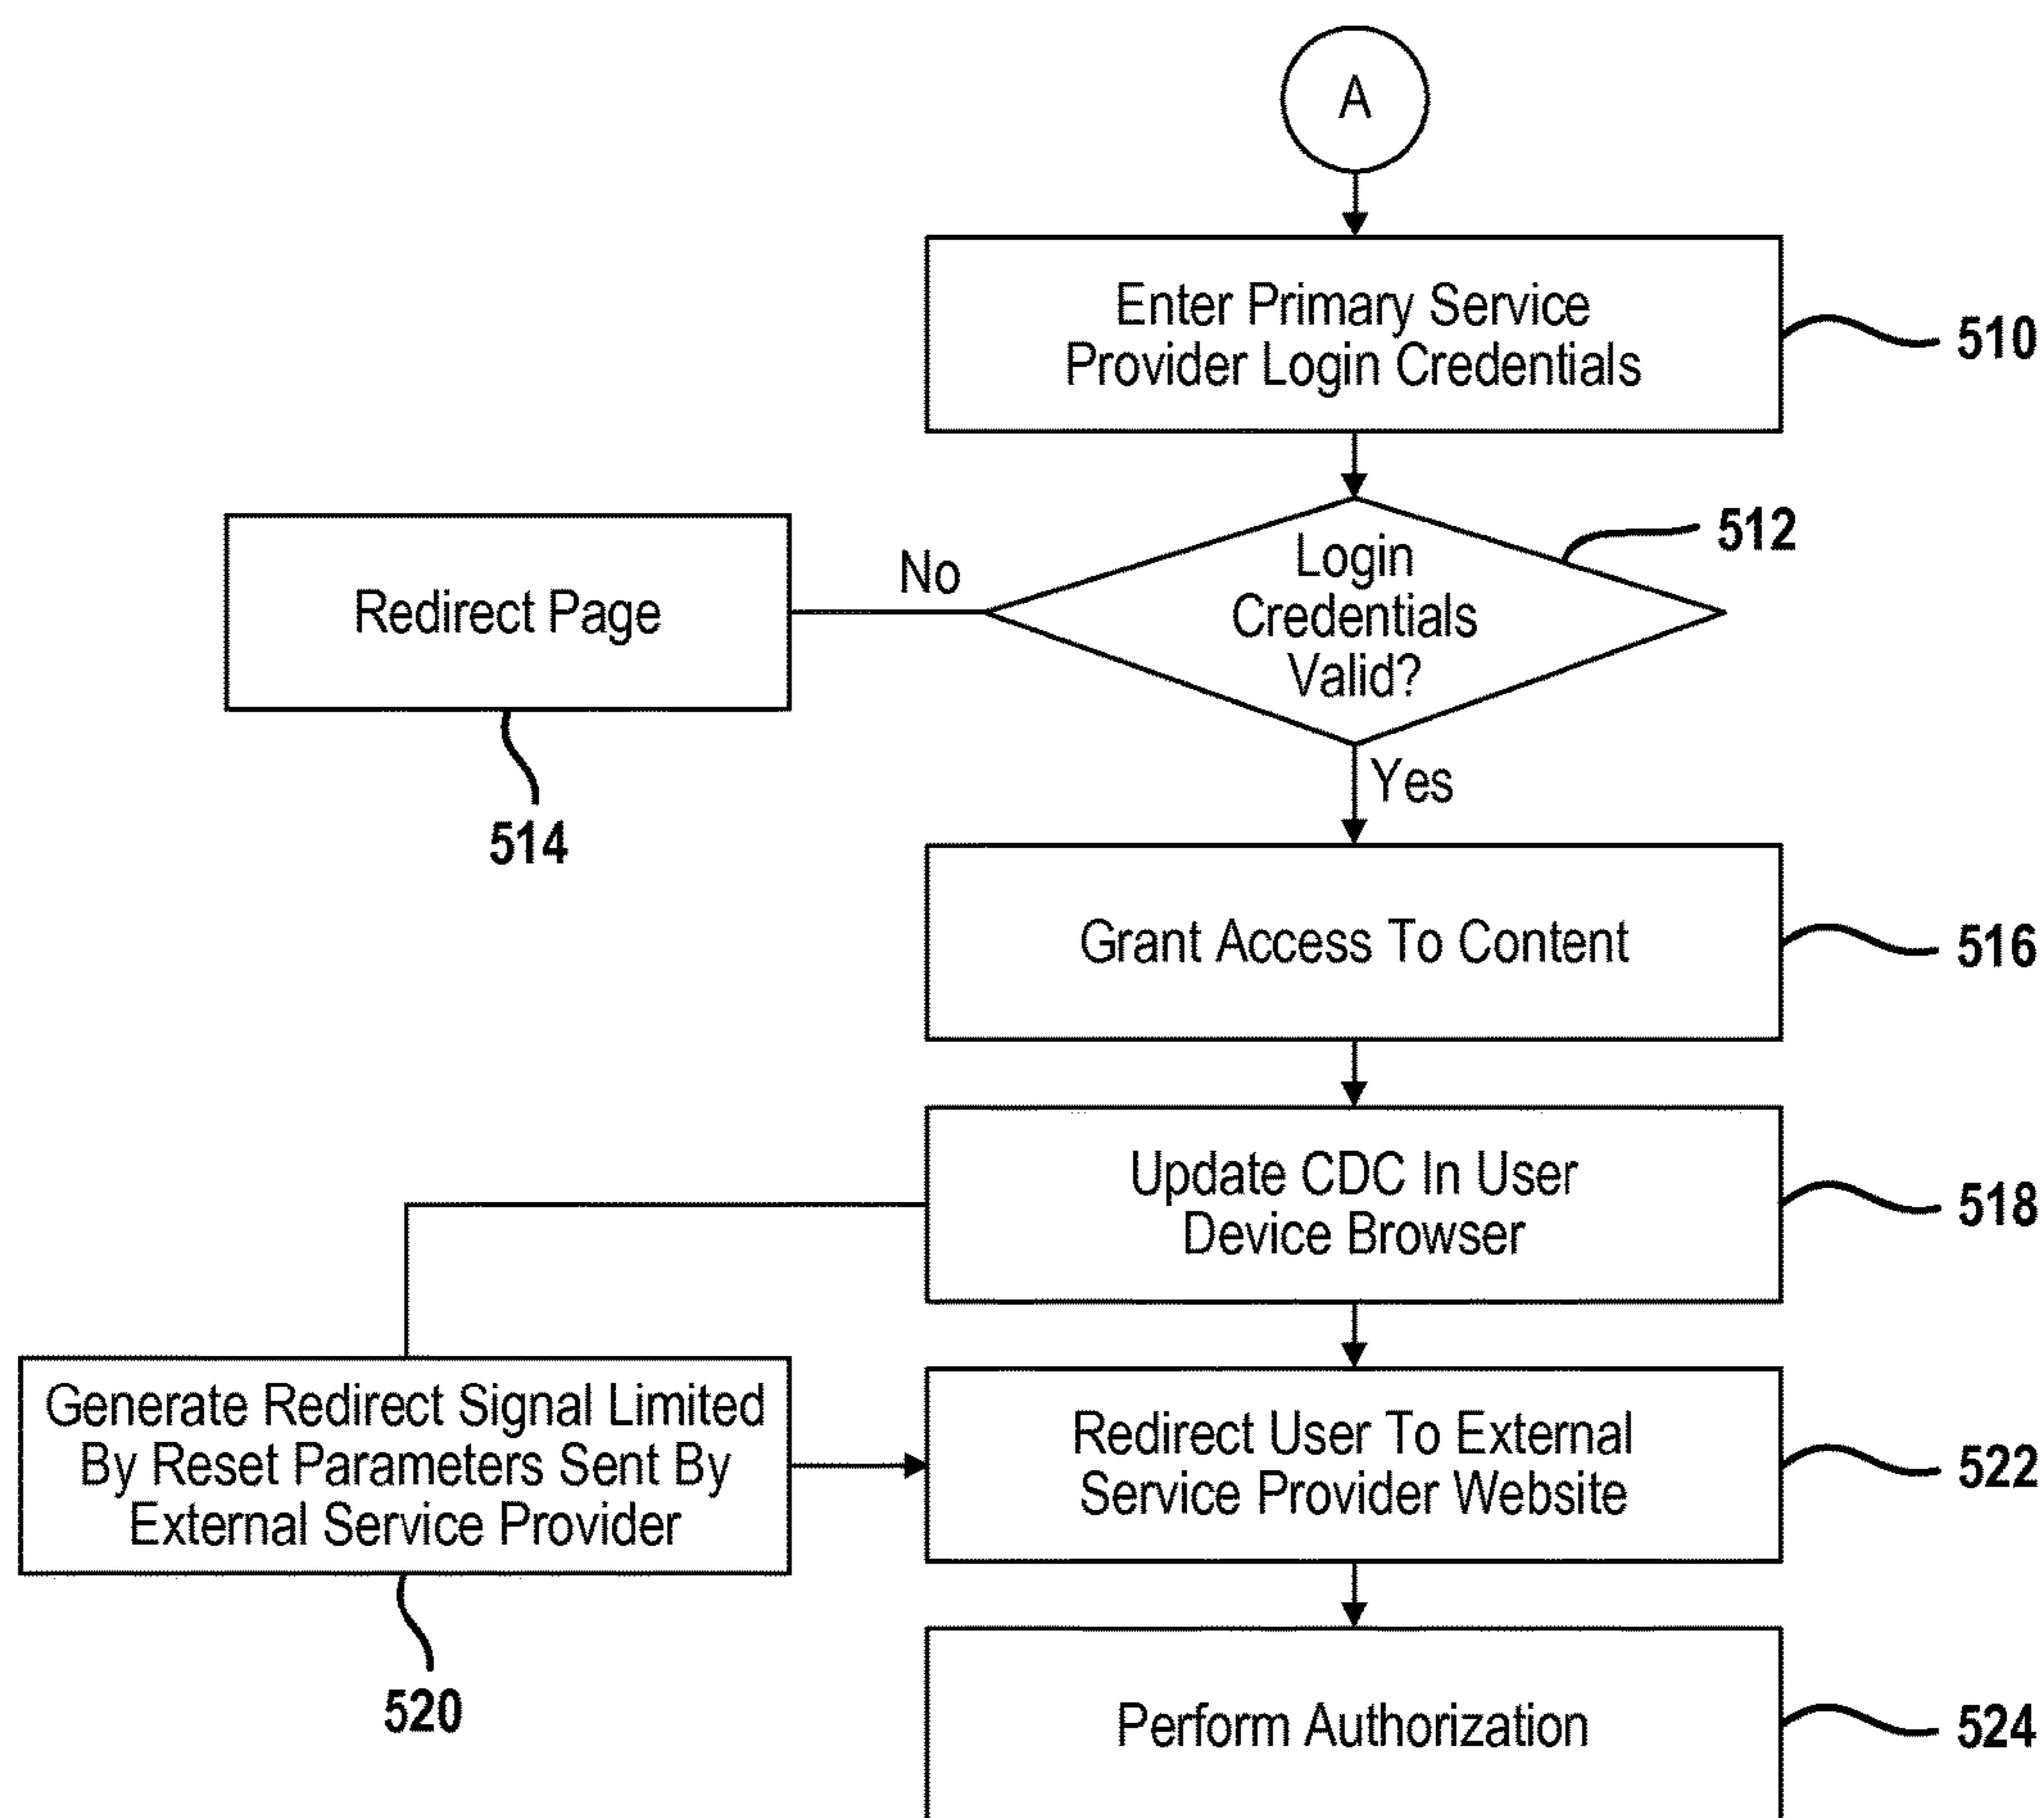 A
Enter Primary Service
Provider Login Credentials
510
512
Login
Credentials
Valid?
No
Redirect Page
514
Yes
Grant Access To Content
516
Update CDC In User
Device Browser
518
Generate Redirect Signal Limited
By Reset Parameters Sent By
External Service Provider
520
Redirect User To External
Service Provider Website
522
Perform Authorization
524